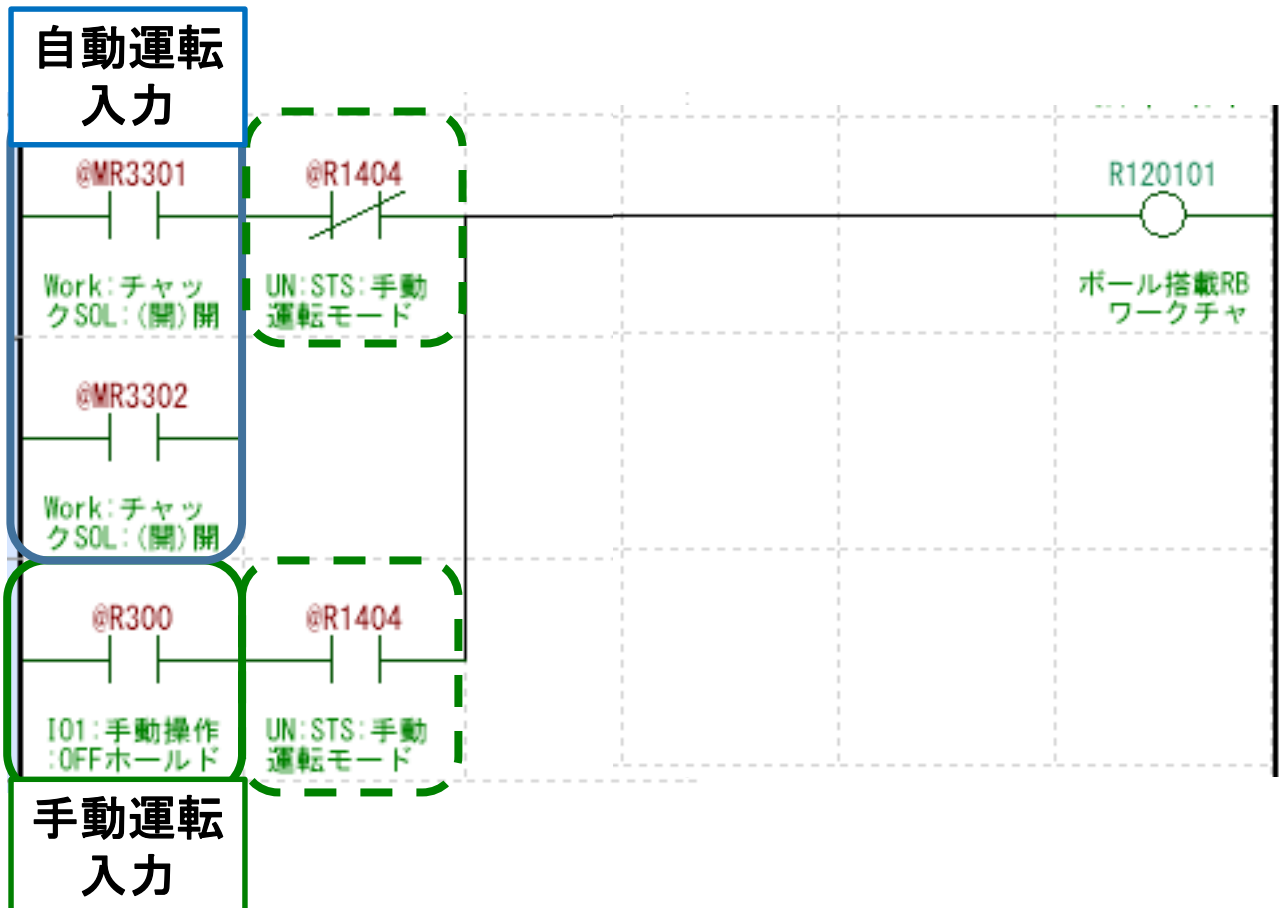 自動運転
入力
@MR3301
@R1404
R120101
Work:チャッ
クSOL:(開)開
UN:STS:手動
運転モード
ボール搭載RB
ワークチャ
@MR3302
Work:チャッ
クSOL:(開)開
@R300
@R1404
IO1:手動操作
:OFFホールド
UN:STS:手動
運転モード
手動運転
入力